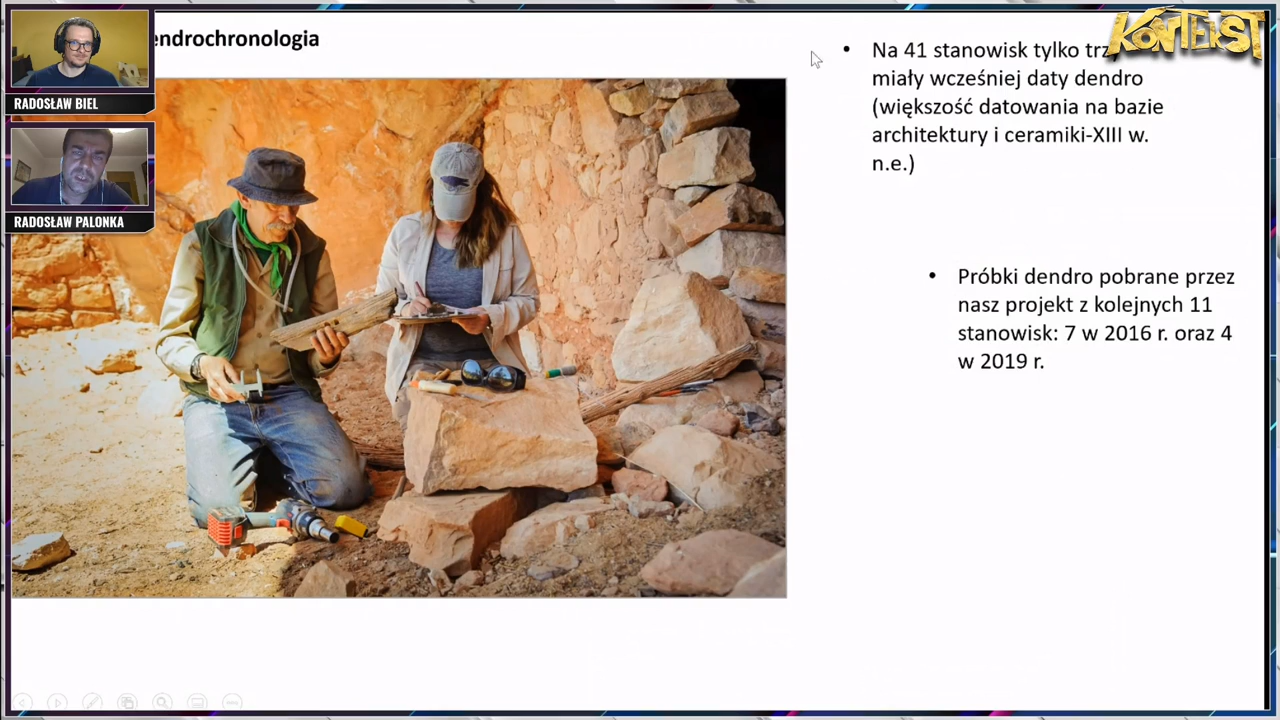 RADOSŁAW BIEL
RADOSŁAW PALONKA
endrochronologia
KONTEKST
Na 41 stanowisk tylko
miały wcześniej daty dendro
(większość datowania na bazie
architektury i ceramiki-XIII w.
n.e.)
Próbki dendro pobrane przez
nasz projekt z kolejnych 11
stanowisk: 7 w 2016 r. oraz 4
w 2019 r.